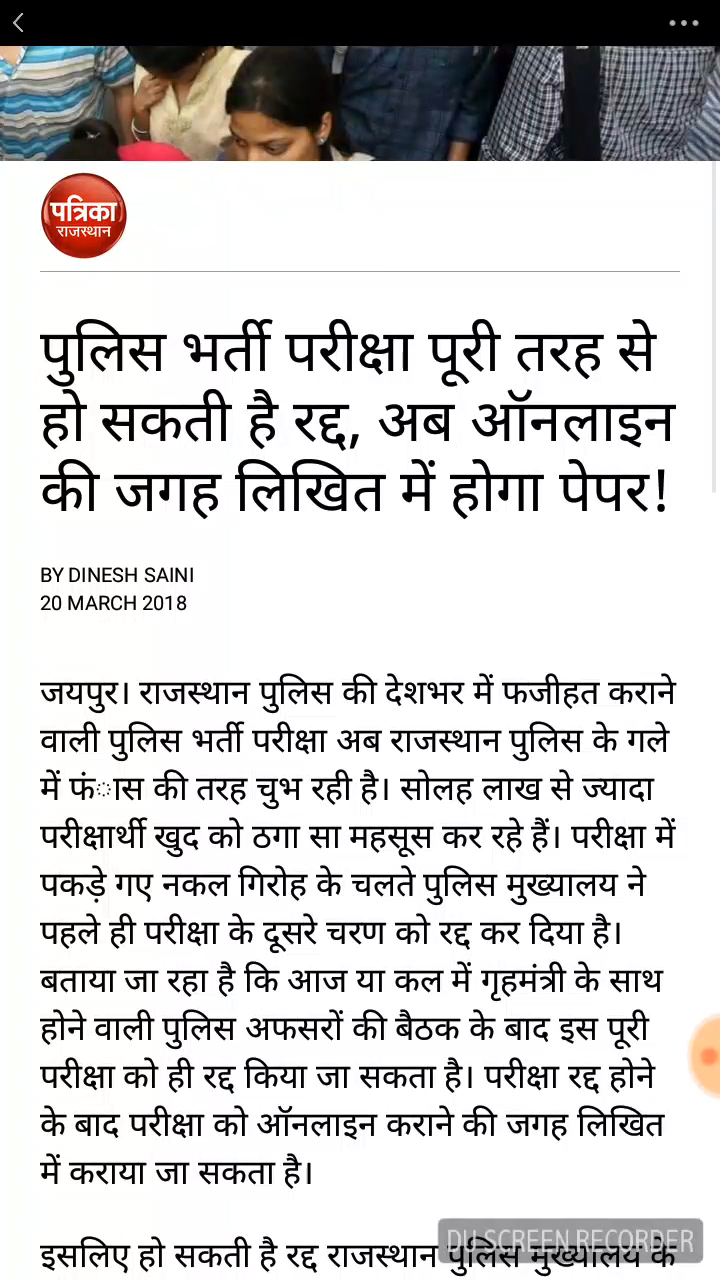 पत्रिका
राजस्थान
पुलिस भर्ती परीक्षा पूरी तरह से
हो सकती है रद्द, अब ऑनलाइन
की जगह लिखित में होगा पेपर!
BY DINESH SAINI
20 MARCH 2018
जयपुर। राजस्थान पुलिस की देशभर में फजीहत कराने
वाली पुलिस भर्ती परीक्षा अब राजस्थान पुलिस के गले
में फंास की तरह चुभ रही है। सोलह लाख से ज्यादा
परीक्षार्थी खुद को ठगा सा महसूस कर रहे हैं। परीक्षा में
पकड़े गए नकल गिरोह के चलते पुलिस मुख्यालय ने
पहले ही परीक्षा के दूसरे चरण को रद्द कर दिया है।
बताया जा रहा है कि आज या कल में गृहमंत्री के साथ
होने वाली पुलिस अफसरों की बैठक के बाद इस पूरी
परीक्षा को ही रद्द किया जा सकता है। परीक्षा रद्द होने
के बाद परीक्षा को ऑनलाइन कराने की जगह लिखित
में कराया जा सकता है।
इसलिए हो सकती है रद्द राजस्थान पुलिस मुख्यालय के
DU SCREEN RECORDER